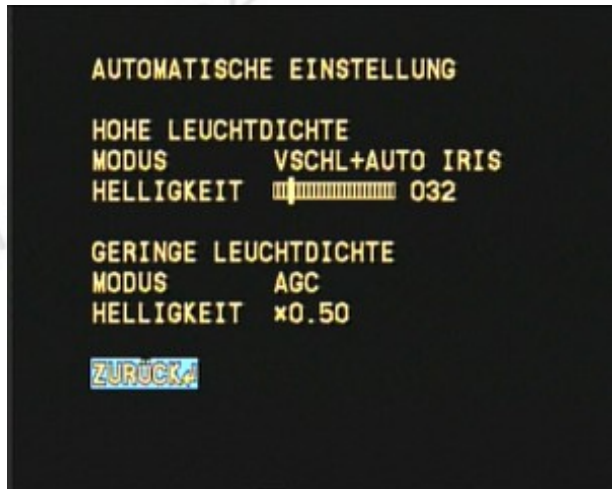 AUTOMATISCHE EINSTELLUNG
HOHE LEUCHTDICHTE
MODUS VSCHL+AUTO IRIS
HELLIGKEIT 032
GERINGE LEUCHTDICHTE
MODUS AGC
HELLIGKEIT ×0.50
ZURÜCK↵